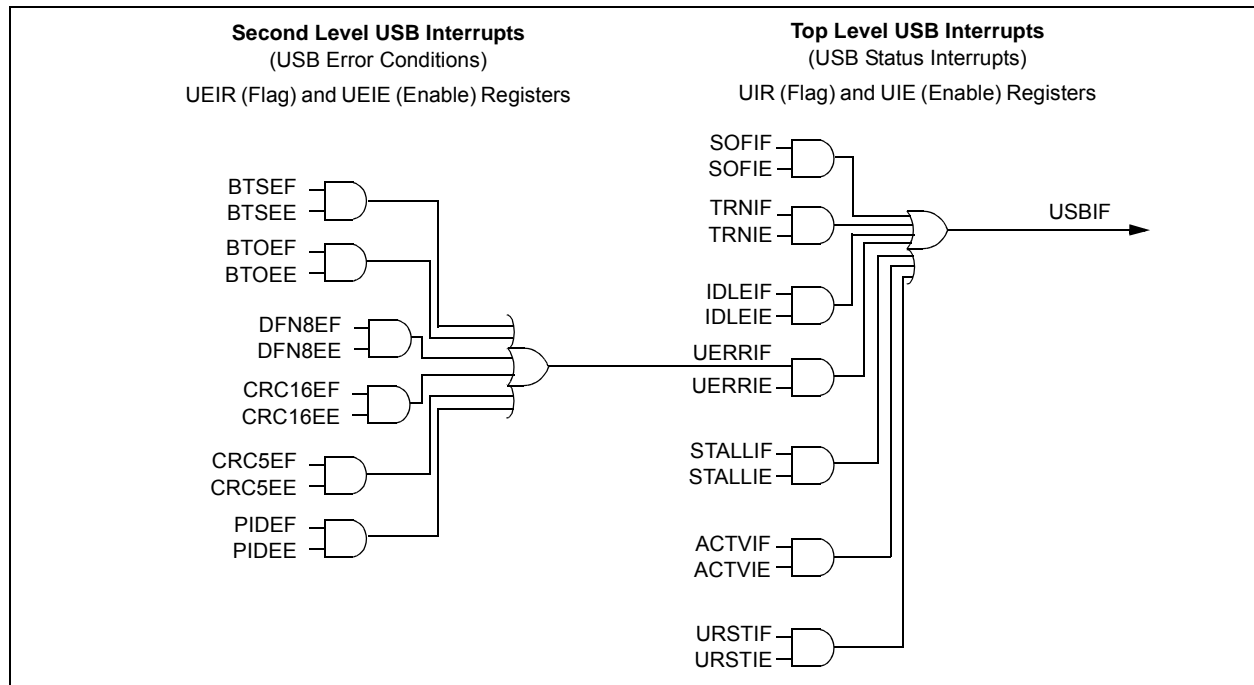 Second Level USB Interrupts
(USB Error Conditions)
UEIR (Flag) and UEIE (Enable) Registers
BTSEF
BTSEE
BTOEF
BTOEE
DFN8EF
DFN8EE
CRC16EF
CRC16EE
CRC5EF
CRC5EE
PIDEF
PIDEE
Top Level USB Interrupts
(USB Status Interrupts)
UIR (Flag) and UIE (Enable) Registers
SOFIF
SOFIE
TRNIF
TRNIE
IDLEIF
IDLEIE
UERRIF
UERRIE
STALLIF
STALLIE
ACTVIF
ACTVIE
URSTIF
URSTIE
USBIF